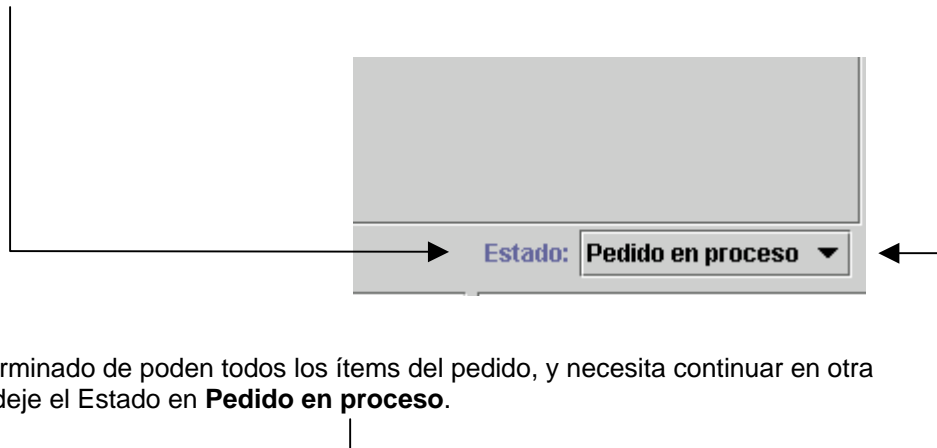 Estado: Pedido en proceso
rminado de poden todos los ítems del pedido, y necesita continuar en otra
deje el Estado en Pedido en proceso.